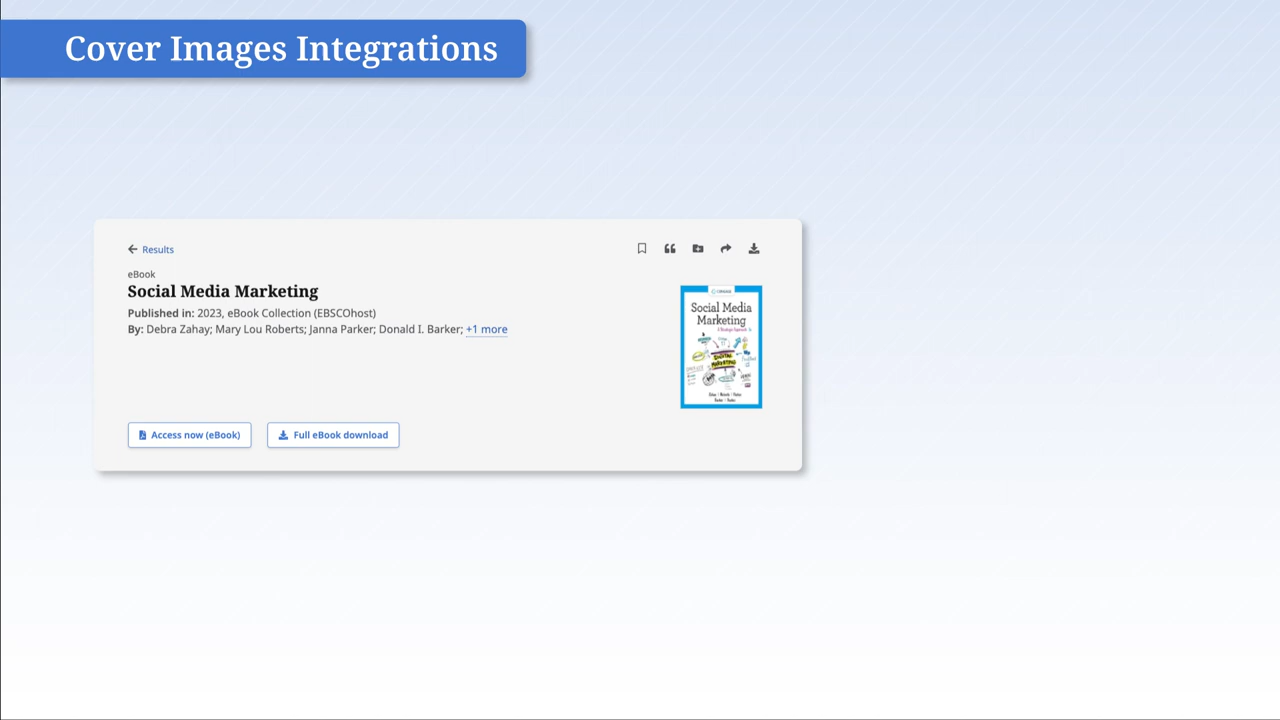 Cover Images Integrations
Results
eBook
Social Media Marketing
Published in: 2023, eBook Collection (EBSCOhost)
By: Debra Zahay; Mary Lou Roberts; Janna Parker; Donald I. Barker; +1 more
Social Media
Marketing
Access now (eBook)
Full eBook download